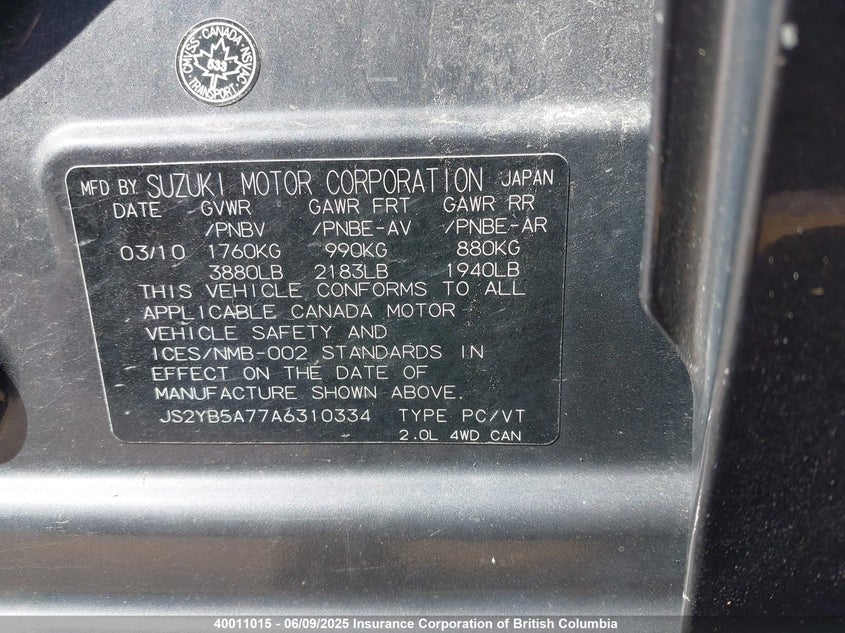 CMVSS · CANADA · NSVAC
533
· TRANSPORT ·
MFD BY SUZUKI MOTOR CORPORATION JAPAN
DATE GVWR GAWR FRT GAWR RR
/PNBV /PNBE-AV /PNBE-AR
03/10 1760KG 990KG 880KG
3880LB 2183LB 1940LB
THIS VEHICLE CONFORMS TO ALL
APPLICABLE CANADA MOTOR
VEHICLE SAFETY AND
ICES/NMB-002 STANDARDS IN
EFFECT ON THE DATE OF
MANUFACTURE SHOWN ABOVE.
JS2YB5A77A6310334 TYPE PC/VT
2.0L 4WD CAN
40011015 - 06/09/2025 Insurance Corporation of British Columbia